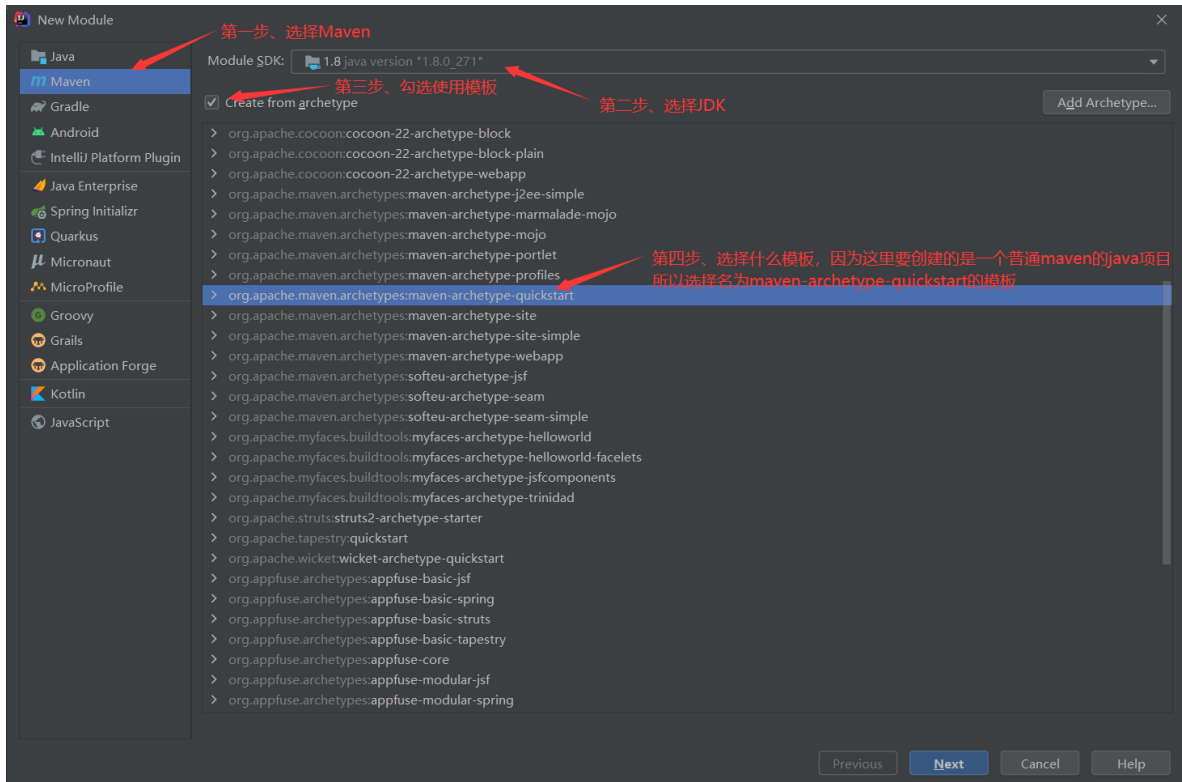 New Module
第一步、选择Maven
Java
Maven
Gradle
Android
IntelliJ Platform Plugin
Java Enterprise
Spring Initializr
Quarkus
Micronaut
MicroProfile
Groovy
Grails
Application Forge
Kotlin
JavaScript
Module SDK: 1.8 java version "1.8.0_271"
第三步、勾选使用模板
第二步、选择JDK
Create from archetype
Add Archetype...
org.apache.cocoon:cocoon-22-archetype-block
org.apache.cocoon:cocoon-22-archetype-block-plain
org.apache.cocoon:cocoon-22-archetype-webapp
org.apache.maven.archetypes:maven-archetype-j2ee-simple
org.apache.maven.archetypes:maven-archetype-marmalade-mojo
org.apache.maven.archetypes:maven-archetype-mojo
org.apache.maven.archetypes:maven-archetype-portlet
org.apache.maven.archetypes:maven-archetype-profiles
第四步、选择什么模板，因为这里要创建的是一个普通maven的java项目
所以选择名为maven-archetype-quickstart的模板
org.apache.maven.archetypes:maven-archetype-quickstart
org.apache.maven.archetypes:maven-archetype-site
org.apache.maven.archetypes:maven-archetype-site-simple
org.apache.maven.archetypes:maven-archetype-webapp
org.apache.maven.archetypes:softeu-archetype-jsf
org.apache.maven.archetypes:softeu-archetype-seam
org.apache.maven.archetypes:softeu-archetype-seam-simple
org.apache.myfaces.buildtools:myfaces-archetype-helloworld
org.apache.myfaces.buildtools:myfaces-archetype-helloworld-facelets
org.apache.myfaces.buildtools:myfaces-archetype-jsfcomponents
org.apache.myfaces.buildtools:myfaces-archetype-trinidad
org.apache.struts:struts2-archetype-starter
org.apache.tapestry:quickstart
org.apache.wicket:wicket-archetype-quickstart
org.appfuse.archetypes:appfuse-basic-jsf
org.appfuse.archetypes:appfuse-basic-spring
org.appfuse.archetypes:appfuse-basic-struts
org.appfuse.archetypes:appfuse-basic-tapestry
org.appfuse.archetypes:appfuse-core
org.appfuse.archetypes:appfuse-modular-jsf
org.appfuse.archetypes:appfuse-modular-spring
Previous
Next
Cancel
Help